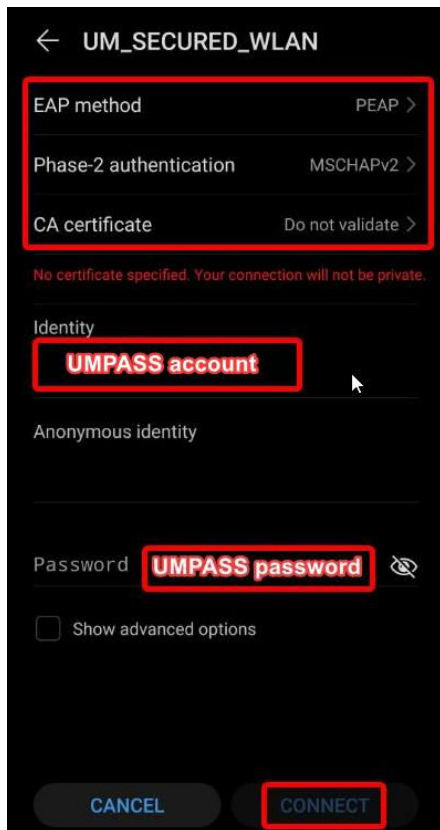 UM_SECURED_WLAN
EAP method PEAP
Phase-2 authentication MSCHAPv2
CA certificate Do not validate
No certificate specified. Your connection will not be private.
Identity
UMPASS account
Anonymous identity
Password UMPASS password
Show advanced options
CANCEL CONNECT